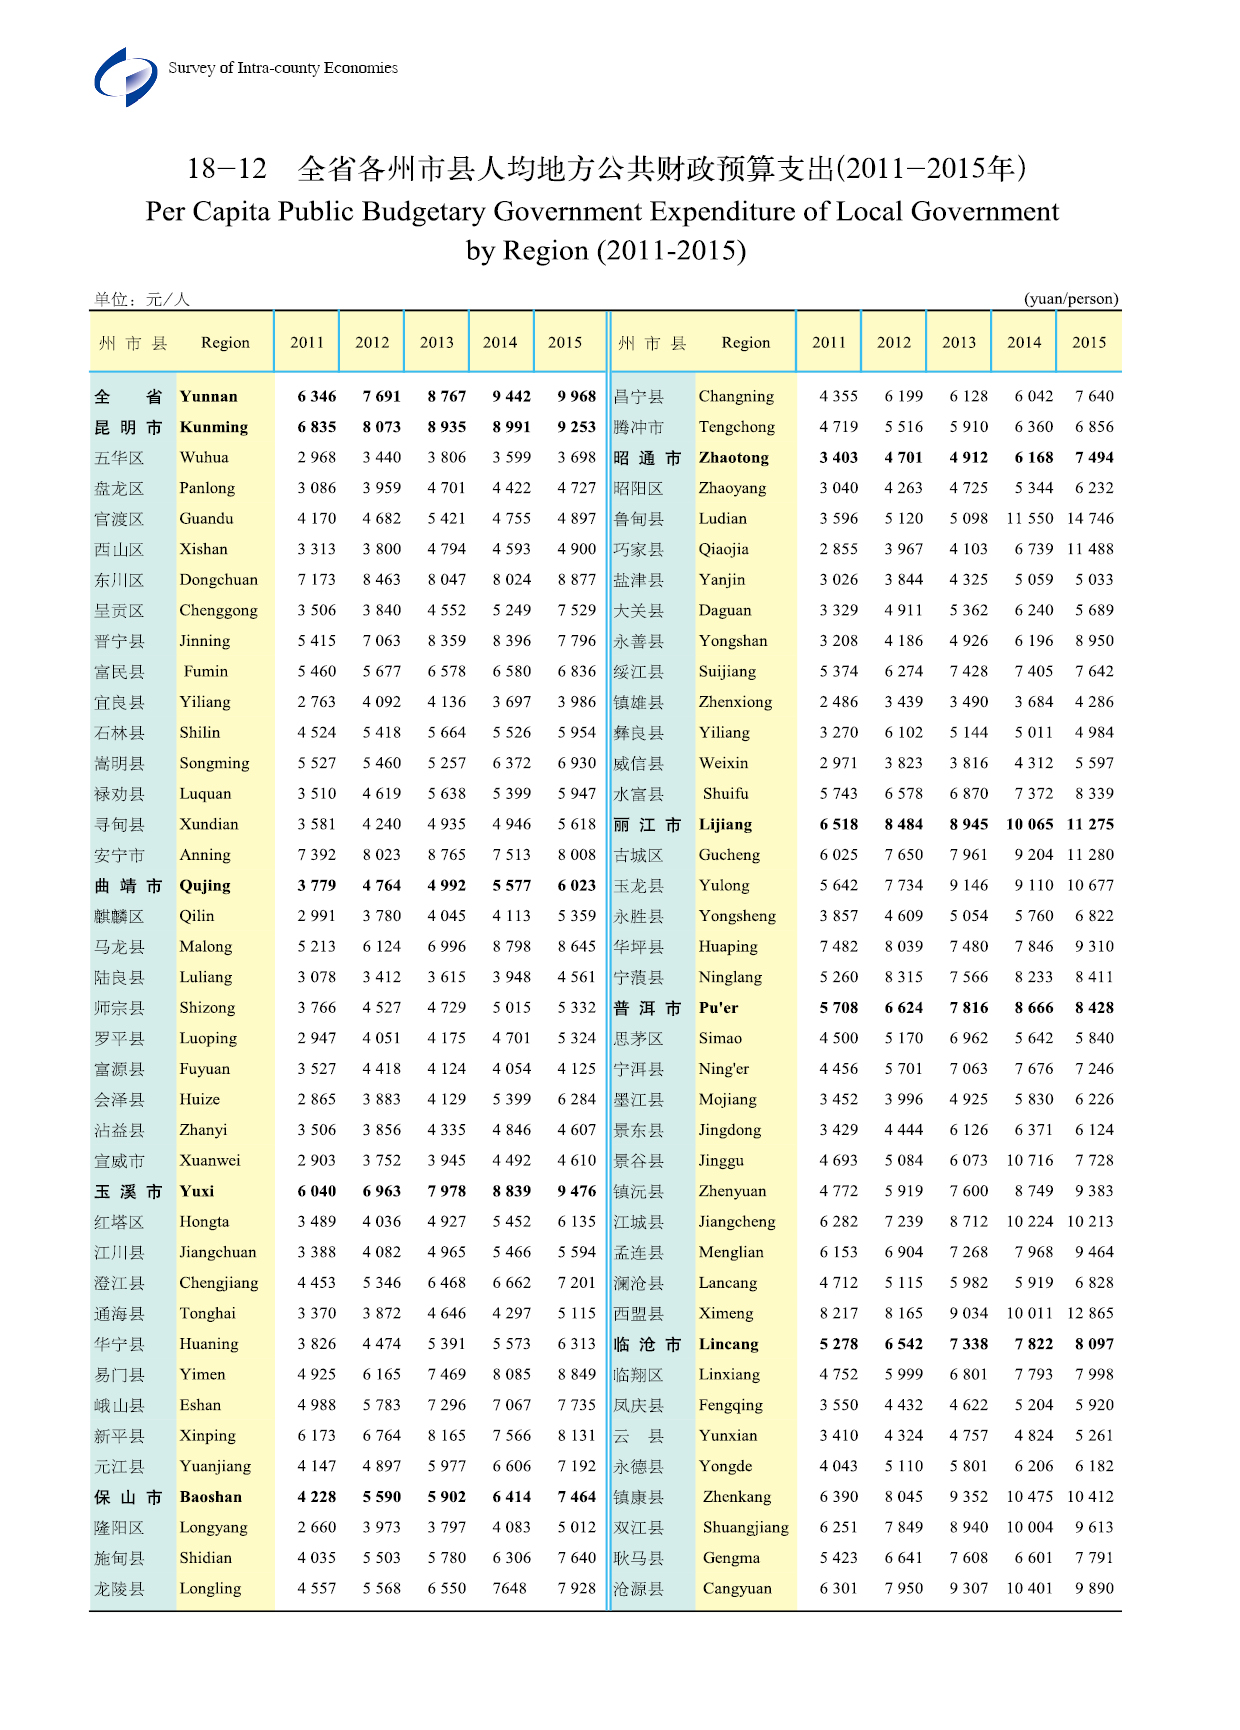 Survey of Intra-county Economies
18-12 全省各州市县人均地方公共财政预算支出(2011-2015年)
Per Capita Public Budgetary Government Expenditure of Local Government
by Region (2011-2015)
单位：元/人 (yuan/person)
州 市 县 Region 2011 2012 2013 2014 2015 州 市 县 Region 2011 2012 2013 2014 2015
全 省 Yunnan 6 346 7 691 8 767 9 442 9 968 昌宁县 Changning 4 355 6 199 6 128 6 042 7 640
昆 明 市 Kunming 6 835 8 073 8 935 8 991 9 253 腾冲市 Tengchong 4 719 5 516 5 910 6 360 6 856
五华区 Wuhua 2 968 3 440 3 806 3 599 3 698 昭 通 市 Zhaotong 3 403 4 701 4 912 6 168 7 494
盘龙区 Panlong 3 086 3 959 4 701 4 422 4 727 昭阳区 Zhaoyang 3 040 4 263 4 725 5 344 6 232
官渡区 Guandu 4 170 4 682 5 421 4 755 4 897 鲁甸县 Ludian 3 596 5 120 5 098 11 550 14 746
西山区 Xishan 3 313 3 800 4 794 4 593 4 900 巧家县 Qiaojia 2 855 3 967 4 103 6 739 11 488
东川区 Dongchuan 7 173 8 463 8 047 8 024 8 877 盐津县 Yanjin 3 026 3 844 4 325 5 059 5 033
呈贡区 Chenggong 3 506 3 840 4 552 5 249 7 529 大关县 Daguan 3 329 4 911 5 362 6 240 5 689
晋宁县 Jinning 5 415 7 063 8 359 8 396 7 796 永善县 Yongshan 3 208 4 186 4 926 6 196 8 950
富民县 Fumin 5 460 5 677 6 578 6 580 6 836 绥江县 Suijiang 5 374 6 274 7 428 7 405 7 642
宜良县 Yiliang 2 763 4 092 4 136 3 697 3 986 镇雄县 Zhenxiong 2 486 3 439 3 490 3 684 4 286
石林县 Shilin 4 524 5 418 5 664 5 526 5 954 彝良县 Yiliang 3 270 6 102 5 144 5 011 4 984
嵩明县 Songming 5 527 5 460 5 257 6 372 6 930 威信县 Weixin 2 971 3 823 3 816 4 312 5 597
禄劝县 Luquan 3 510 4 619 5 638 5 399 5 947 水富县 Shuifu 5 743 6 578 6 870 7 372 8 339
寻甸县 Xundian 3 581 4 240 4 935 4 946 5 618 丽 江 市 Lijiang 6 518 8 484 8 945 10 065 11 275
安宁市 Anning 7 392 8 023 8 765 7 513 8 008 古城区 Gucheng 6 025 7 650 7 961 9 204 11 280
曲 靖 市 Qujing 3 779 4 764 4 992 5 577 6 023 玉龙县 Yulong 5 642 7 734 9 146 9 110 10 677
麒麟区 Qilin 2 991 3 780 4 045 4 113 5 359 永胜县 Yongsheng 3 857 4 609 5 054 5 760 6 822
马龙县 Malong 5 213 6 124 6 996 8 798 8 645 华坪县 Huaping 7 482 8 039 7 480 7 846 9 310
陆良县 Luliang 3 078 3 412 3 615 3 948 4 561 宁蒗县 Ninglang 5 260 8 315 7 566 8 233 8 411
师宗县 Shizong 3 766 4 527 4 729 5 015 5 332 普 洱 市 Pu'er 5 708 6 624 7 816 8 666 8 428
罗平县 Luoping 2 947 4 051 4 175 4 701 5 324 思茅区 Simao 4 500 5 170 6 962 5 642 5 840
富源县 Fuyuan 3 527 4 418 4 124 4 054 4 125 宁洱县 Ning'er 4 456 5 701 7 063 7 676 7 246
会泽县 Huize 2 865 3 883 4 129 5 399 6 284 墨江县 Mojiang 3 452 3 996 4 925 5 830 6 226
沾益县 Zhanyi 3 506 3 856 4 335 4 846 4 607 景东县 Jingdong 3 429 4 444 6 126 6 371 6 124
宣威市 Xuanwei 2 903 3 752 3 945 4 492 4 610 景谷县 Jinggu 4 693 5 084 6 073 10 716 7 728
玉 溪 市 Yuxi 6 040 6 963 7 978 8 839 9 476 镇沅县 Zhenyuan 4 772 5 919 7 600 8 749 9 383
红塔区 Hongta 3 489 4 036 4 927 5 452 6 135 江城县 Jiangcheng 6 282 7 239 8 712 10 224 10 213
江川县 Jiangchuan 3 388 4 082 4 965 5 466 5 594 孟连县 Menglian 6 153 6 904 7 268 7 968 9 464
澄江县 Chengjiang 4 453 5 346 6 468 6 662 7 201 澜沧县 Lancang 4 712 5 115 5 982 5 919 6 828
通海县 Tonghai 3 370 3 872 4 646 4 297 5 115 西盟县 Ximeng 8 217 8 165 9 034 10 011 12 865
华宁县 Huaning 3 826 4 474 5 391 5 573 6 313 临 沧 市 Lincang 5 278 6 542 7 338 7 822 8 097
易门县 Yimen 4 925 6 165 7 469 8 085 8 849 临翔区 Linxiang 4 752 5 999 6 801 7 793 7 998
峨山县 Eshan 4 988 5 783 7 296 7 067 7 735 凤庆县 Fengqing 3 550 4 432 4 622 5 204 5 920
新平县 Xinping 6 173 6 764 8 165 7 566 8 131 云 县 Yunxian 3 410 4 324 4 757 4 824 5 261
元江县 Yuanjiang 4 147 4 897 5 977 6 606 7 192 永德县 Yongde 4 043 5 110 5 801 6 206 6 182
保 山 市 Baoshan 4 228 5 590 5 902 6 414 7 464 镇康县 Zhenkang 6 390 8 045 9 352 10 475 10 412
隆阳区 Longyang 2 660 3 973 3 797 4 083 5 012 双江县 Shuangjiang 6 251 7 849 8 940 10 004 9 613
施甸县 Shidian 4 035 5 503 5 780 6 306 7 640 耿马县 Gengma 5 423 6 641 7 608 6 601 7 791
龙陵县 Longling 4 557 5 568 6 550 7648 7 928 沧源县 Cangyuan 6 301 7 950 9 307 10 401 9 890